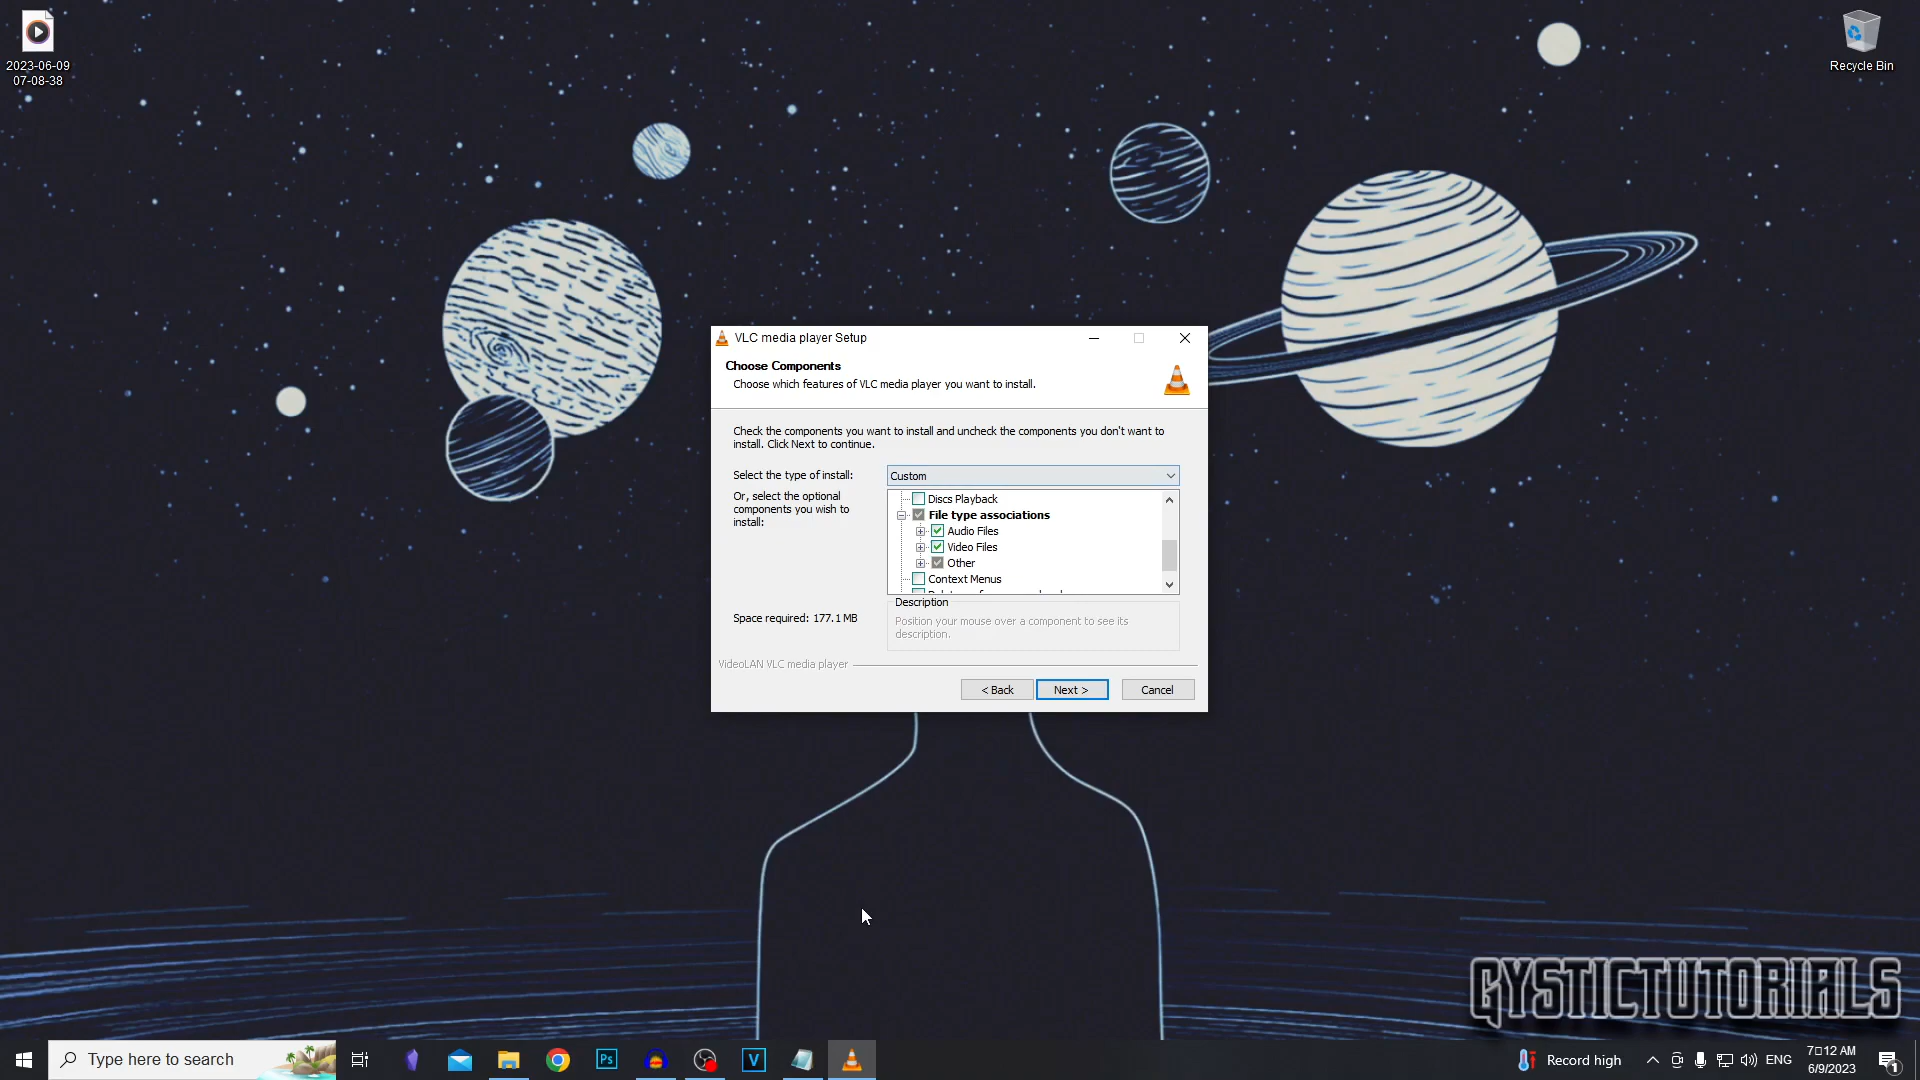 2023-06-09
07-08-38
Recycle Bin
VLC media player Setup
Choose Components
Choose which features of VLC media player you want to install.
Check the components you want to install and uncheck the components you don't want to
install. Click Next to continue.
Select the type of install:
Custom
Or, select the optional
components you wish to
install:
Discs Playback
File type associations
Audio Files
Video Files
Other
Context Menus
Description
Position your mouse over a component to see its
description.
Space required: 177.1 MB
VideoLAN VLC media player
< Back
Next >
Cancel
GYSTICTUTORIALS
Type here to search
Ps
V
Record high
ENG
7:12 AM
6/9/2023
1